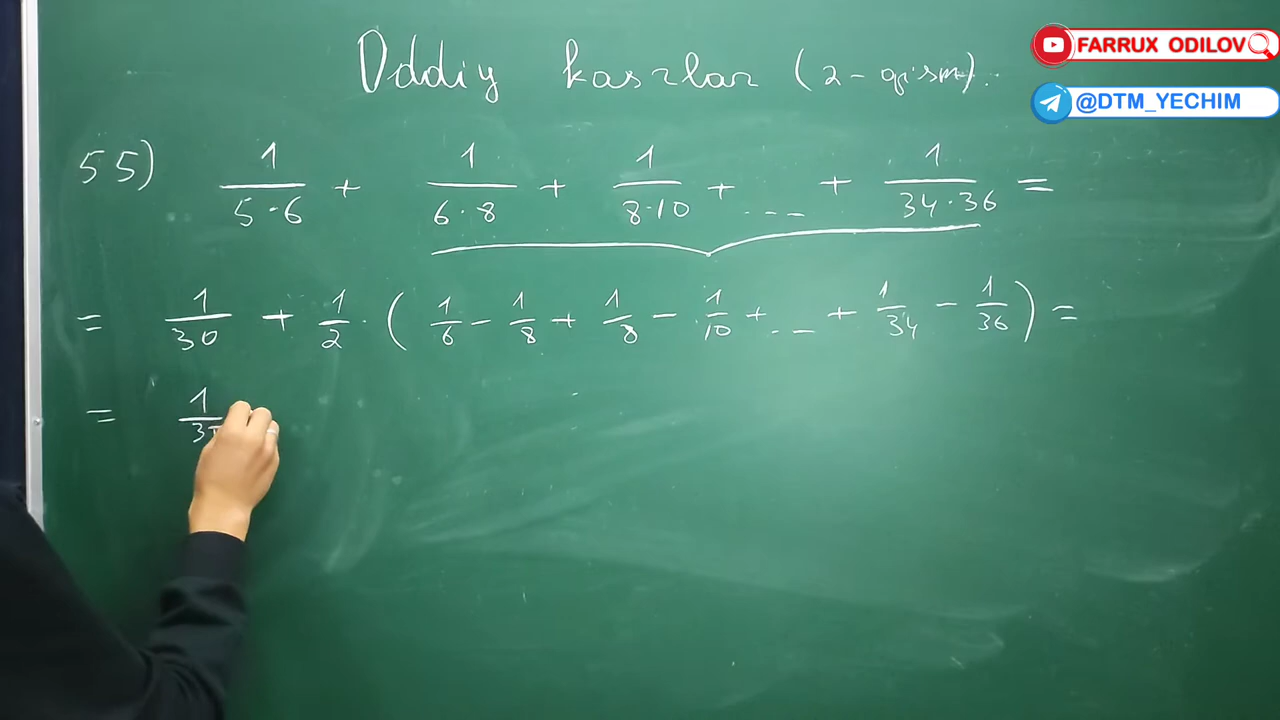 Oddiy kasrlar (2-qism).
FARRUX ODILOV
@DTM_YECHIM
55) 1/5·6 + 1/6·8 + 1/8·10 + ... + 1/34·36 =
= 1/30 + 1/2 · ( 1/6 - 1/8 + 1/8 - 1/10 + ... + 1/34 - 1/36 ) =
= 1/3